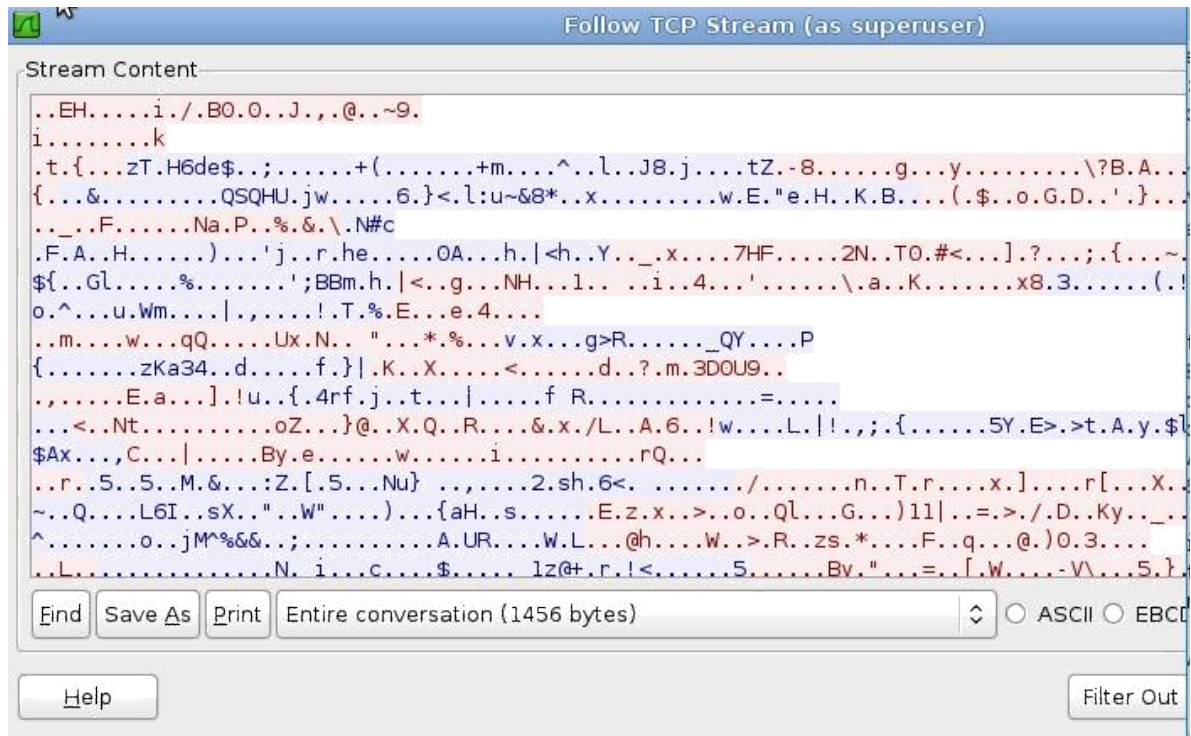 Follow TCP Stream (as superuser)
Stream Content
..EH.....i./.B0.0..J.,.@..~9.
i........k
.t.{...zT.H6de$..;......+(.......+m....^..l..J8.j....tZ.-8......g...y.........\?B.A...
{...&.........QSQHU.jw.....6.}<.l:u~&8*..x.........w.E."e.H..K.B....(.$..o.G.D..'.}...
.._..F......Na.P..%.&.\.N#c
.F.A..H......)...'j..r.he.....0A...h.|<h..Y.._.x....7HF.....2N..T0.#<...].?...;.{...~.
${..Gl.....%.......';BBm.h.|<..g...NH...1.. ..i..4...'......\.a..K.......x8.3......(.!
o.^...u.Wm....|.,....!.T.%.E...e.4....
..m....w...qQ.....Ux.N.. "...*.%...v.x...g>R......_QY....P
{.......zKa34..d.....f.}|.K..X.....<......d..?.m.3D0U9..
.,.....E.a...].!u..{.4rf.j..t...|.....f R.............=.....
...<..Nt..........oZ...}@..X.Q..R....&.x./L..A.6..!w....L.|!.,;.{......5Y.E>.>t.A.y.$l
$Ax...,C...|.....By.e......w......i..........rQ...
..r..5..5..M.&...:Z.[.5...Nu} ..,....2.sh.6<. ......./.......n..T.r....x.]....r[...X..
~..Q....L6I..sX.."..W"....)...{aH..s......E.z.x..>..o..Ql...G...)11|..=.>./.D..Ky.._..
^.......o..jM^%&&..;...........A.UR....W.L...@h....W..>.R..zs.*....F..q...@.)0.3....
..L..............N. i...c....$..... lz@+.r.!<......5......By."...=..[.W....-V\...5.}.
Find Save As Print Entire conversation (1456 bytes) ASCII
Help Filter Out